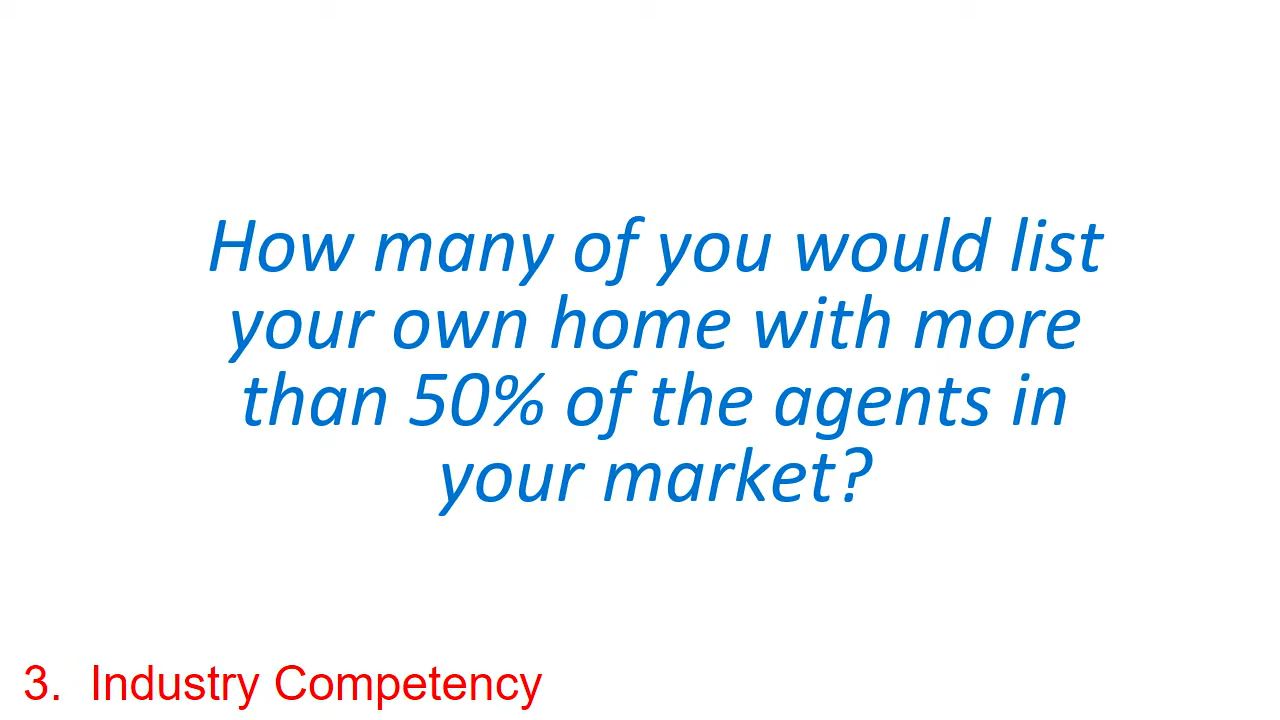 How many of you would list
your own home with more
than 50% of the agents in
your market?
3. Industry Competency